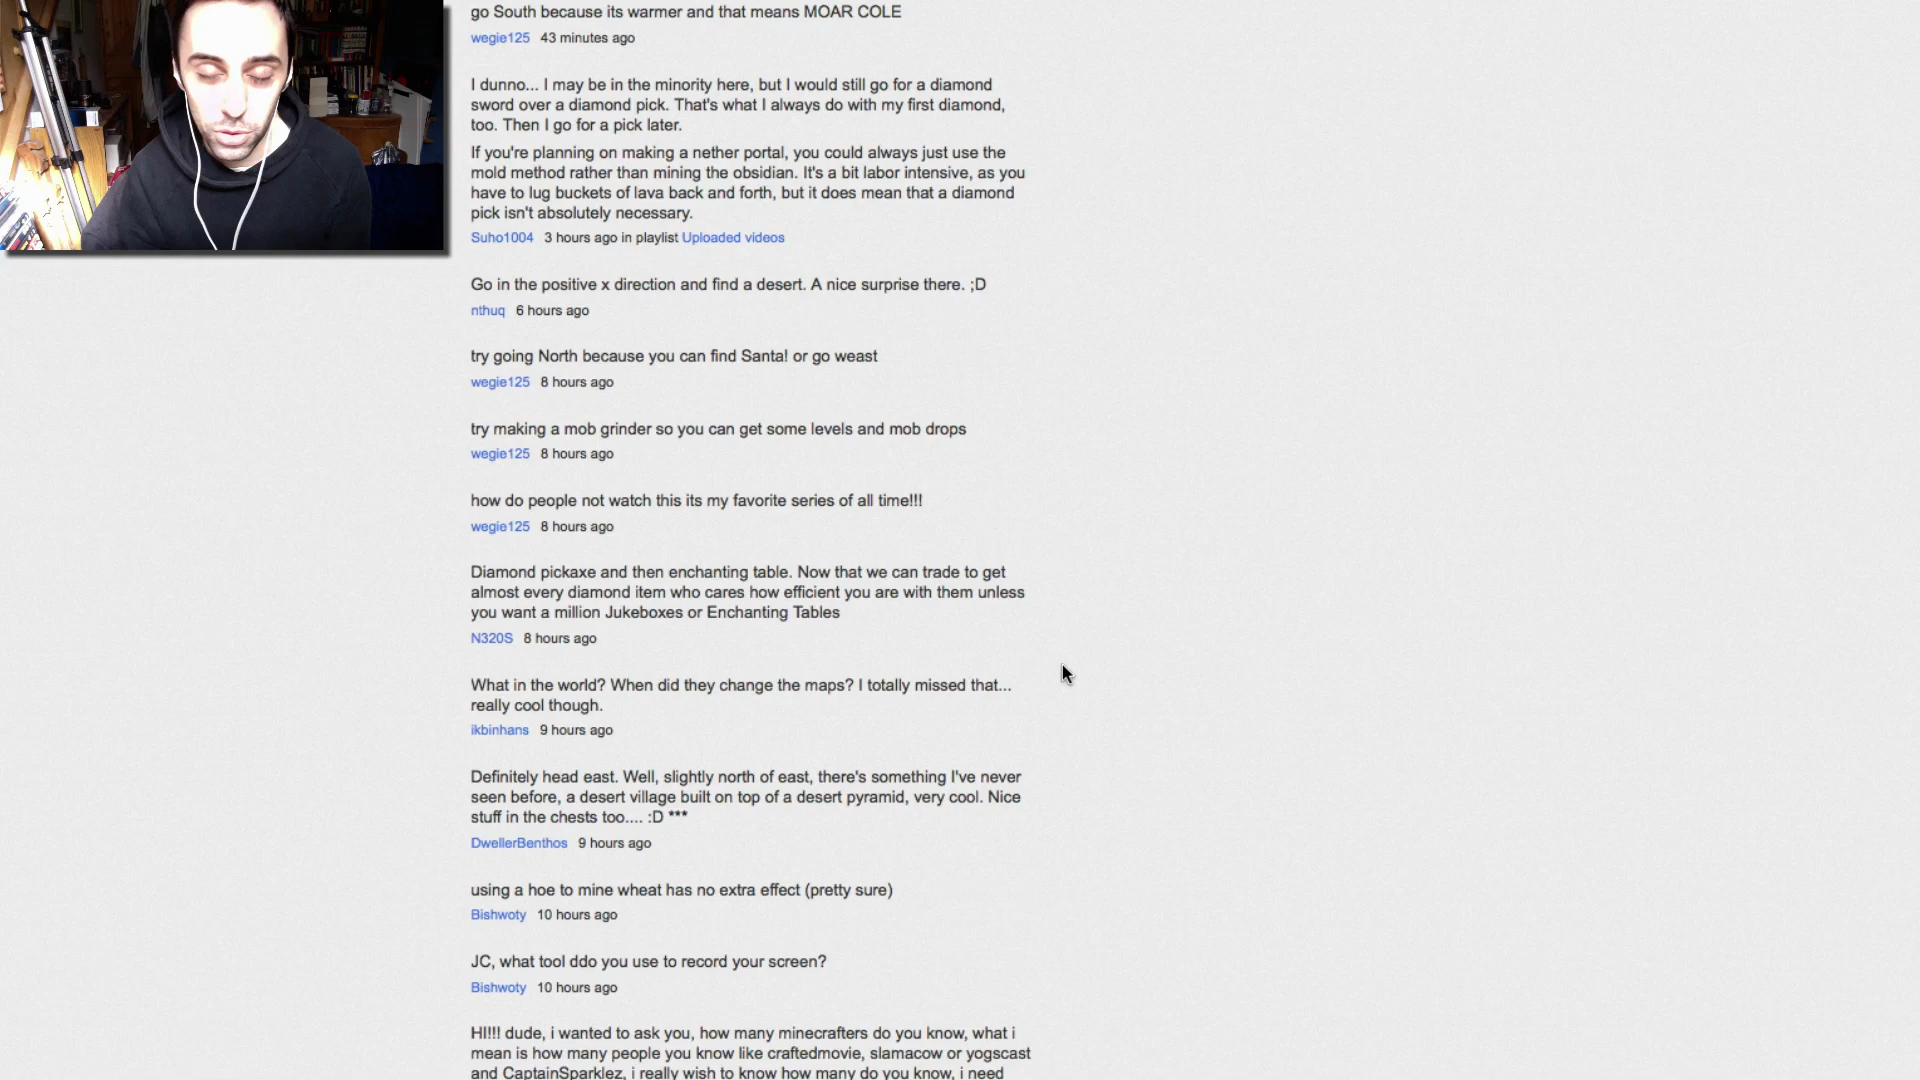 go South because its warmer and that means MOAR COLE
wegie125 43 minutes ago
I dunno... I may be in the minority here, but I would still go for a diamond
sword over a diamond pick. That's what I always do with my first diamond,
too. Then I go for a pick later.
If you're planning on making a nether portal, you could always just use the
mold method rather than mining the obsidian. It's a bit labor intensive, as you
have to lug buckets of lava back and forth, but it does mean that a diamond
pick isn't absolutely necessary.
Suho1004 3 hours ago in playlist Uploaded videos
Go in the positive x direction and find a desert. A nice surprise there. ;D
nthuq 6 hours ago
try going North because you can find Santa! or go weast
wegie125 8 hours ago
try making a mob grinder so you can get some levels and mob drops
wegie125 8 hours ago
how do people not watch this its my favorite series of all time!!!
wegie125 8 hours ago
Diamond pickaxe and then enchanting table. Now that we can trade to get
almost every diamond item who cares how efficient you are with them unless
you want a million Jukeboxes or Enchanting Tables
N320S 8 hours ago
What in the world? When did they change the maps? I totally missed that...
really cool though.
ikbinhans 9 hours ago
Definitely head east. Well, slightly north of east, there's something I've never
seen before, a desert village built on top of a desert pyramid, very cool. Nice
stuff in the chests too.... :D ***
DwellerBenthos 9 hours ago
using a hoe to mine wheat has no extra effect (pretty sure)
Bishwoty 10 hours ago
JC, what tool ddo you use to record your screen?
Bishwoty 10 hours ago
HI!!! dude, i wanted to ask you, how many minecrafters do you know, what i
mean is how many people you know like craftedmovie, slamacow or yogscast
and CaptainSparklez, i really wish to know how many do you know, i need